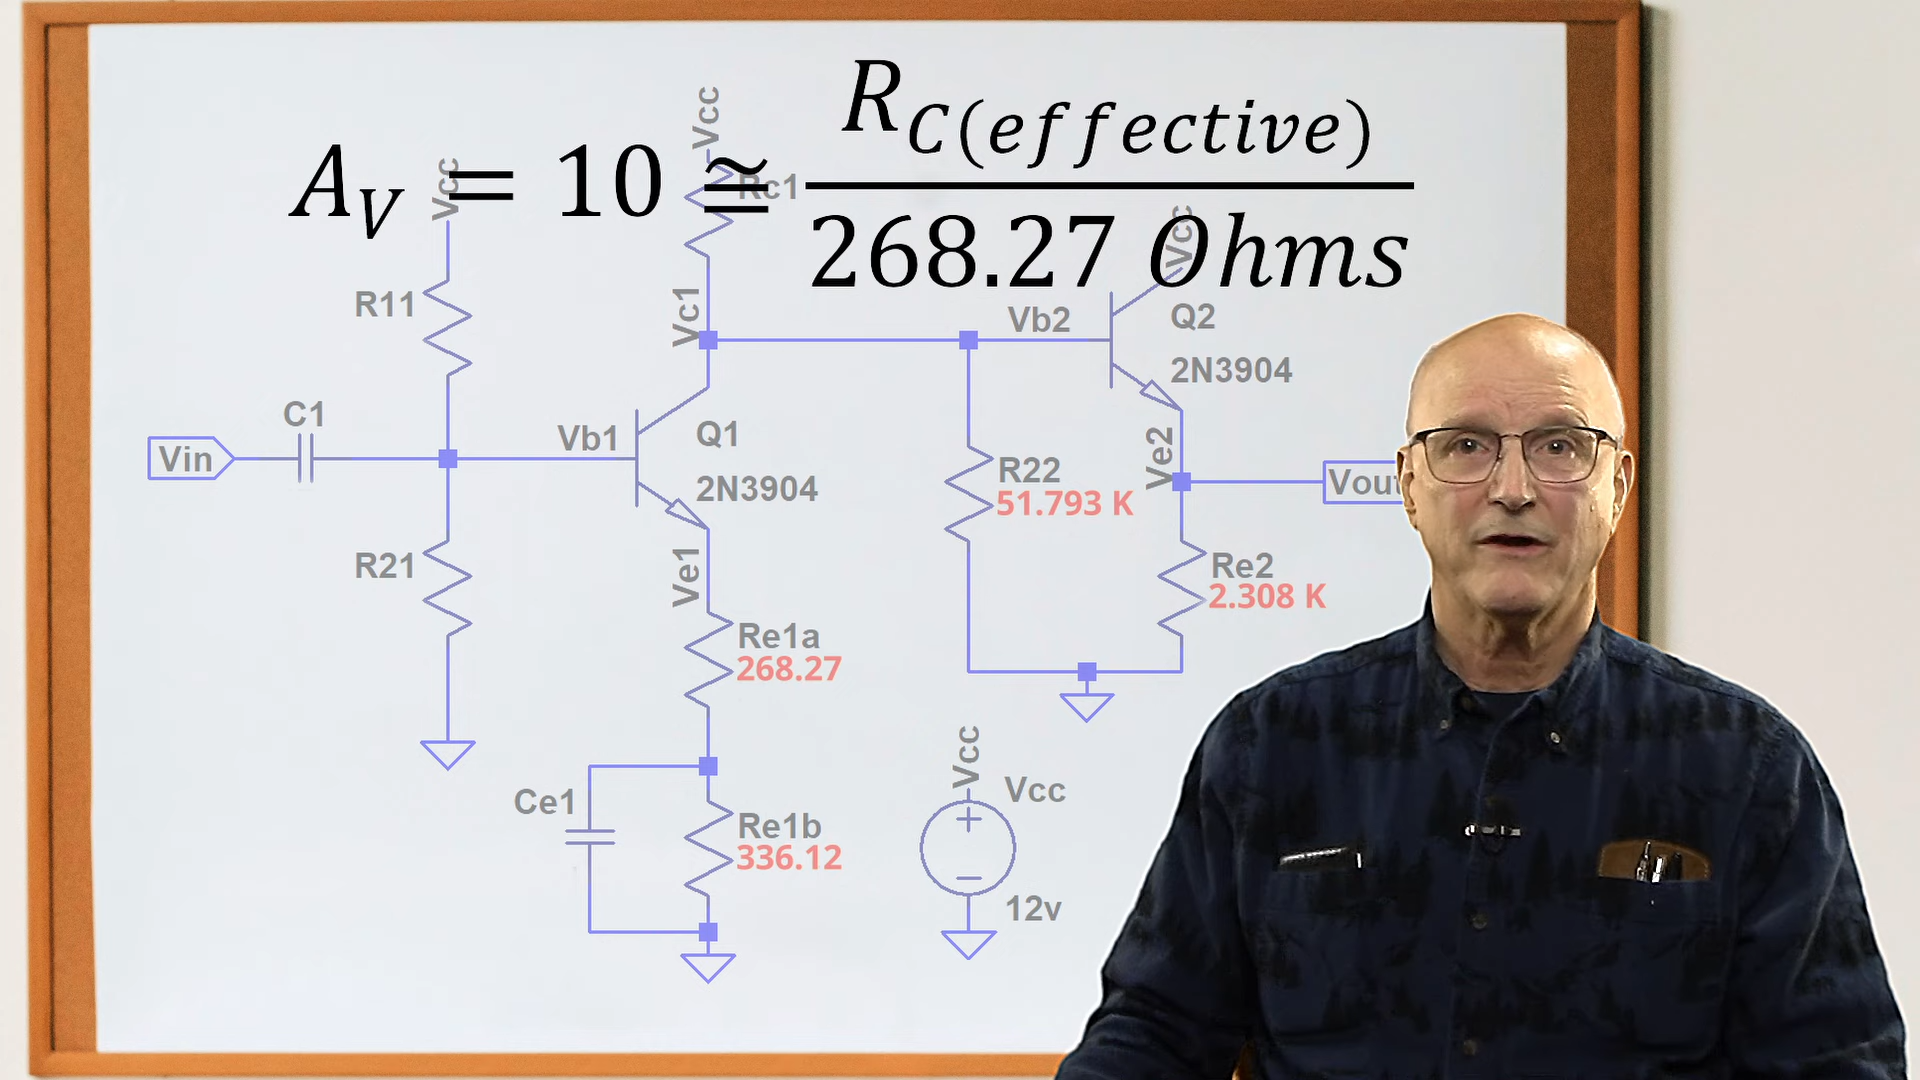 A_V = 10 ≅ R_C(effective) / 268.27 Ohms
Vcc
Vcc
Rc1
Vcc
R11
Vc1
Vb2
Q2
2N3904
C1
Vin
Vb1
Q1
2N3904
R22
51.793 K
Ve2
Vout
R21
Ve1
Re1a
268.27
Re2
2.308 K
Ce1
Re1b
336.12
Vcc
Vcc
12v